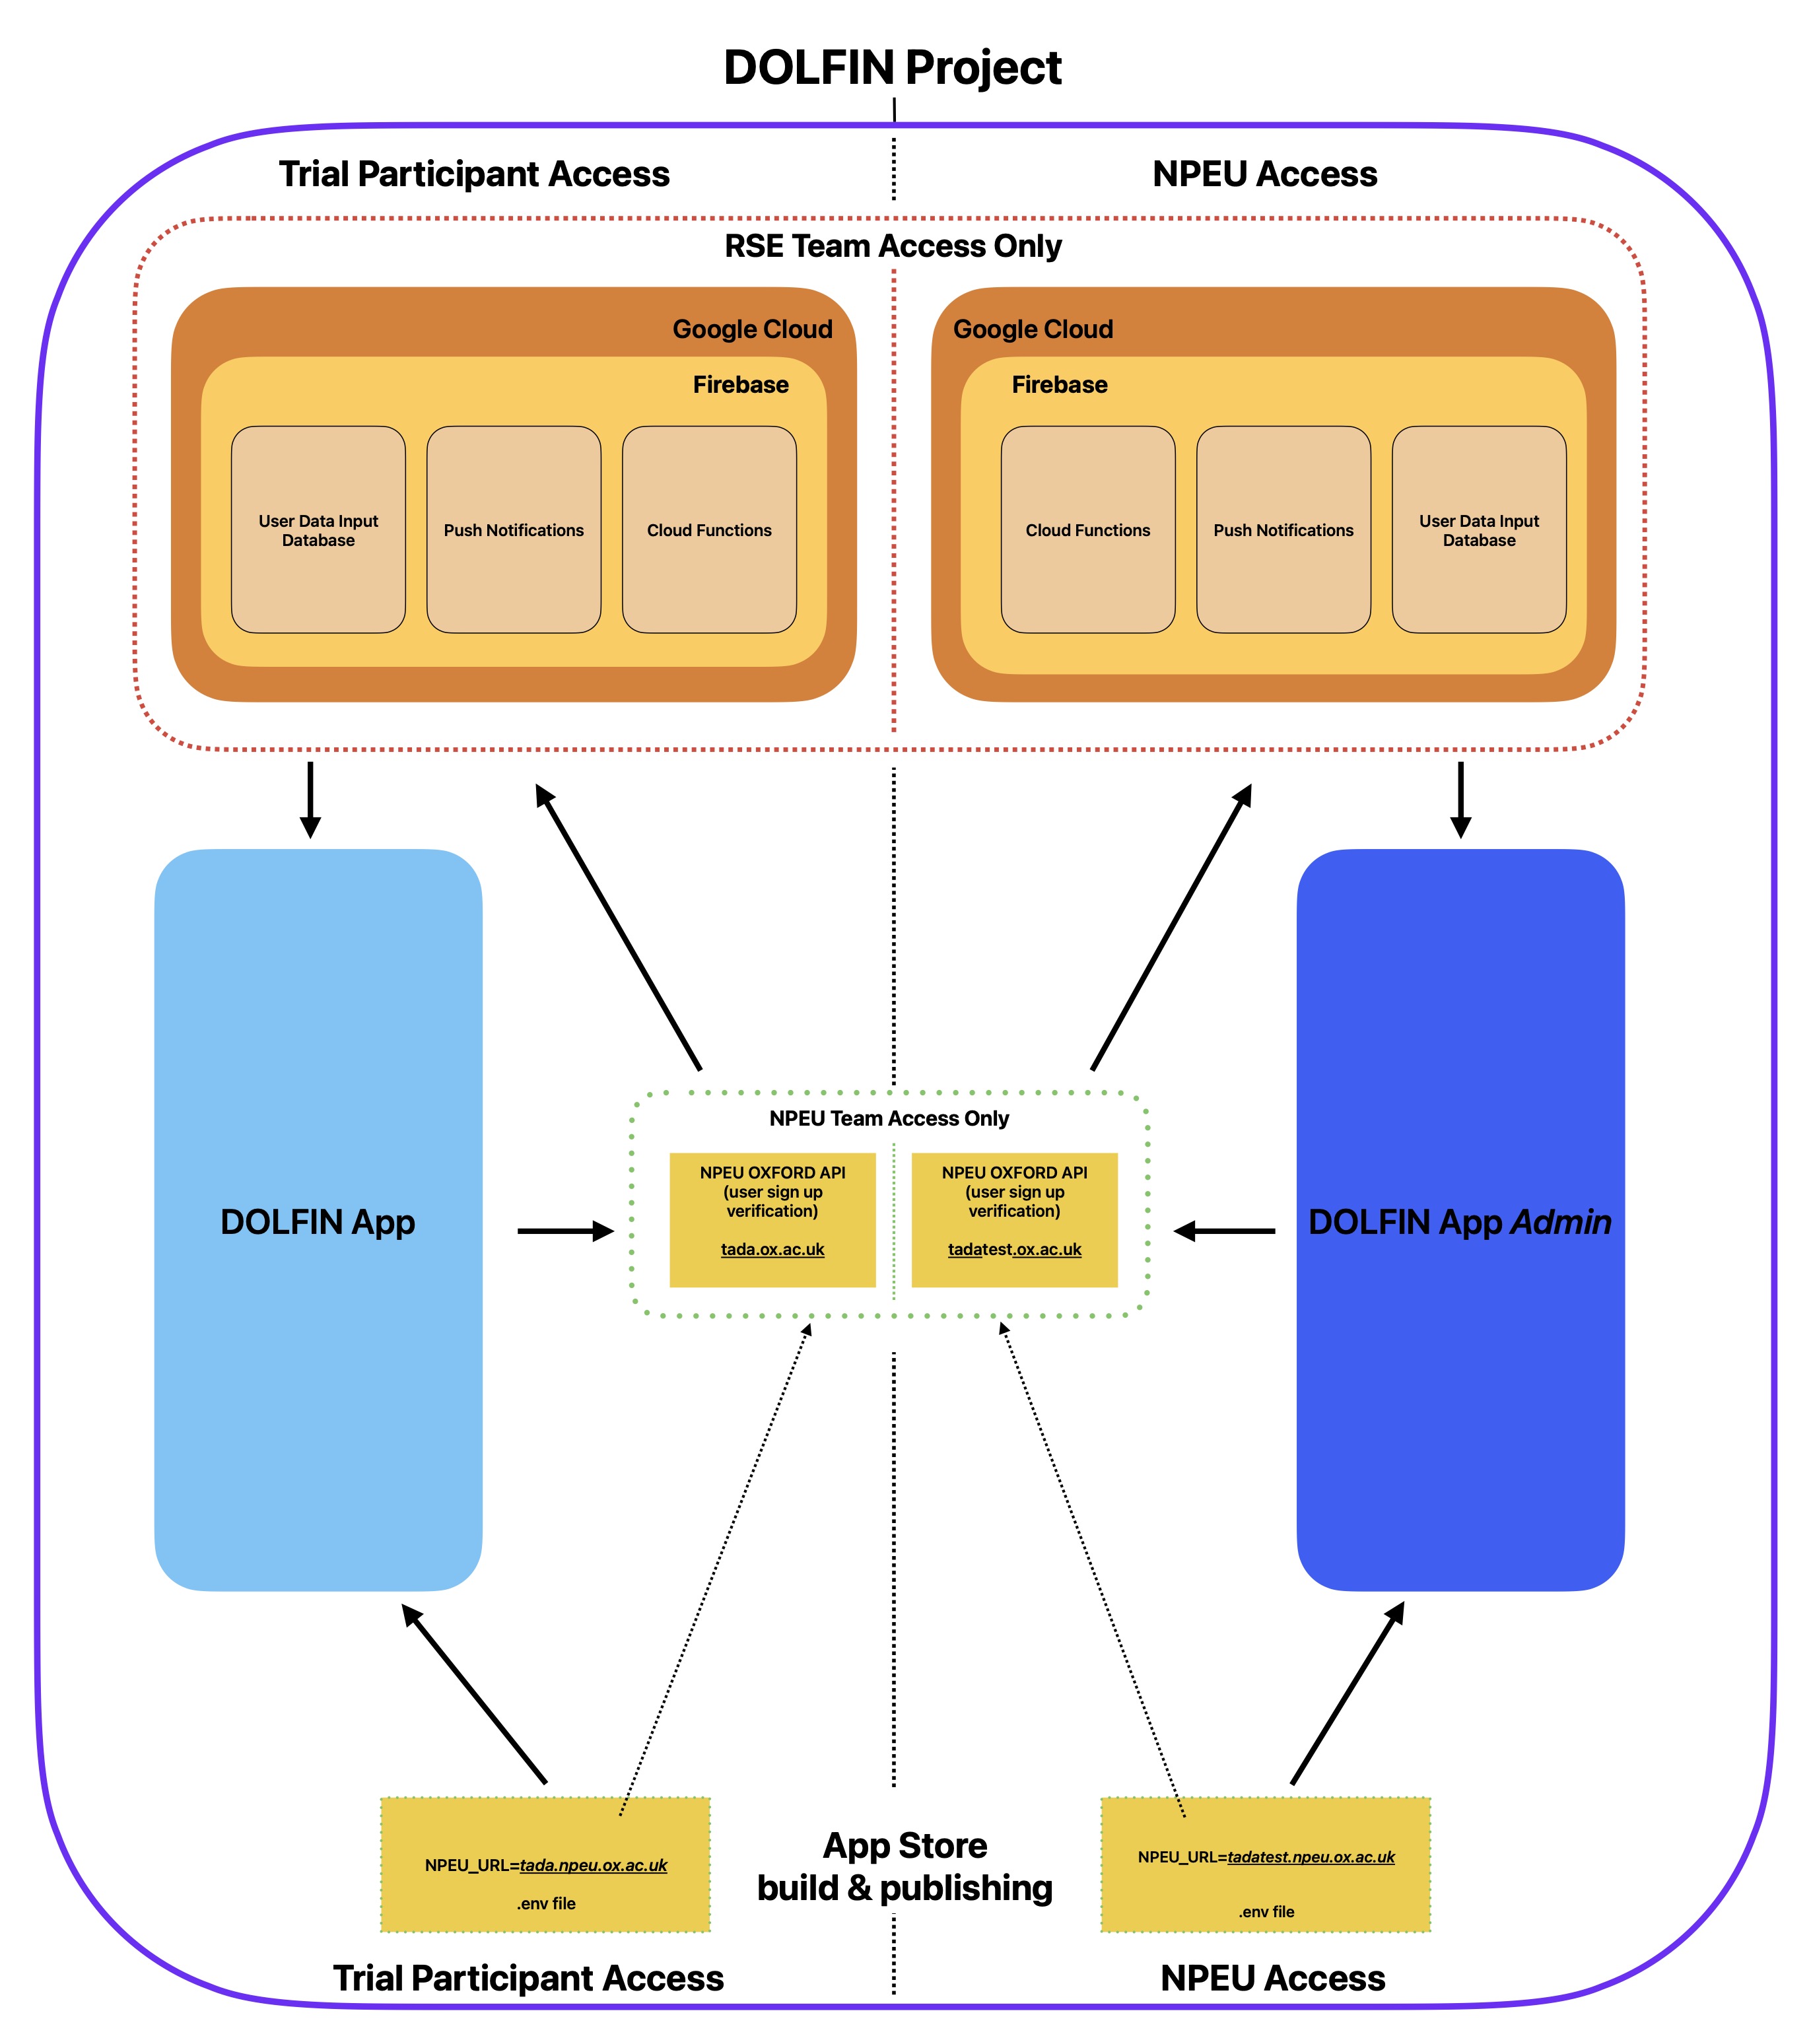 DOLFIN Project
Trial Participant Access
NPEU Access
RSE Team Access Only
Google Cloud
Firebase
User Data Input
Database
Push Notifications
Cloud Functions
Google Cloud
Firebase
Cloud Functions
Push Notifications
User Data Input
Database
DOLFIN App
NPEU Team Access Only
NPEU OXFORD API
(user sign up
verification)
tada.ox.ac.uk
NPEU OXFORD API
(user sign up
verification)
tadatest.ox.ac.uk
DOLFIN App Admin
NPEU_URL=tada.npeu.ox.ac.uk
.env file
App Store
build & publishing
NPEU_URL=tadatest.npeu.ox.ac.uk
.env file
Trial Participant Access
NPEU Access